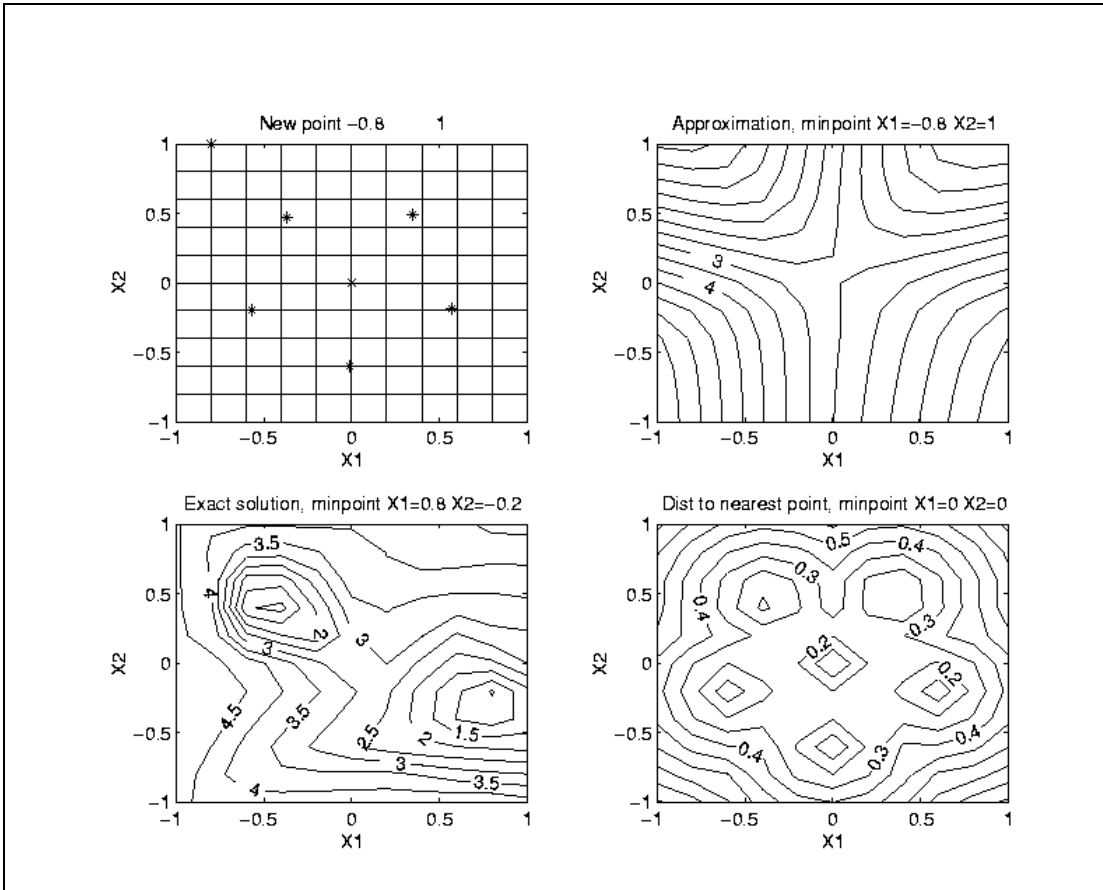 New point −0.8 1
1
0.5
0
−0.5
−1
X2
−1 −0.5 0 0.5 1
X1
Approximation, minpoint X1=−0.8 X2=1
1
0.5
0
−0.5
−1
X2
3
4
−1 −0.5 0 0.5 1
X1
Exact solution, minpoint X1=0.8 X2=−0.2
1
0.5
0
−0.5
−1
X2
3.5
4
2
3
3
4.5
3.5
2.5
2
1.5
3
3.5
4
−1 −0.5 0 0.5 1
X1
Dist to nearest point, minpoint X1=0 X2=0
1
0.5
0
−0.5
−1
X2
0.5
0.4
0.3
0.4
0.3
0.2
0.2
0.4
0.3
0.4
−1 −0.5 0 0.5 1
X1